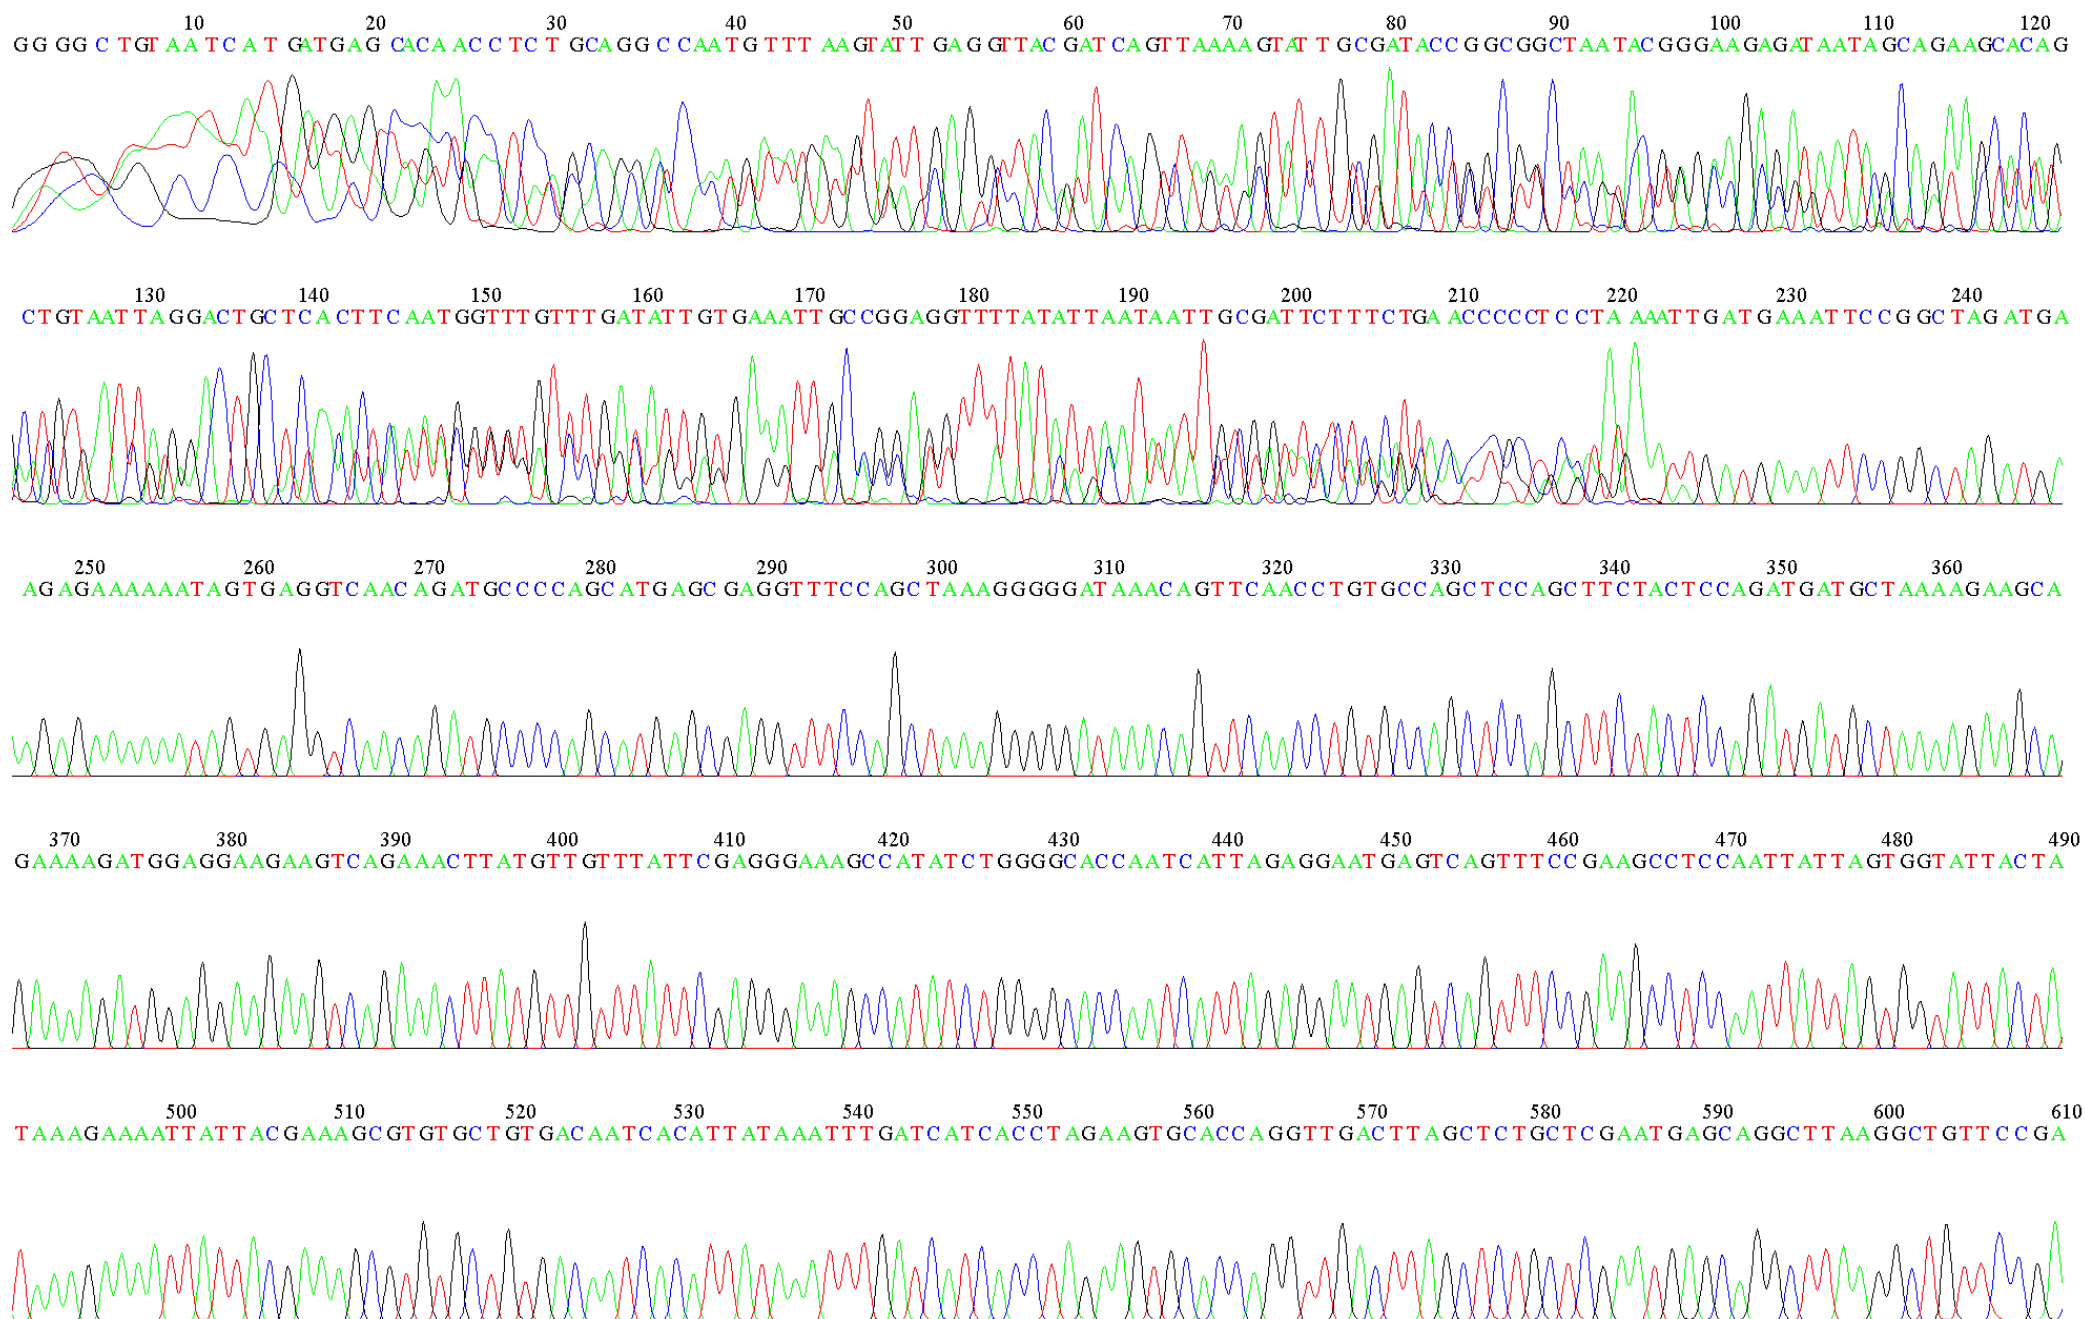 10 20 30 40 50 60 70 80 90 100 110 120
GGGGCTGTAATCATGATGAGCACAACCTCTGCAGGCCAATGTTTAAGTATTGAGGTTACGATCAGTTAAAAGTATTGCGATACCGGCGGCTAATACGGGAAGAGATAATAGCAGAAGCACAG
130 140 150 160 170 180 190 200 210 220 230 240
CTGTAATTAGGACTGCTCACTTCAATGGTTTGTTTGATATTGTGAAATTGCCGGAGGTTTTATATTAATAATTGCGATTCTTTCTGAACCCCCTCCTAAAATTGATGAAATTCCGGCTAGATGA
250 260 270 280 290 300 310 320 330 340 350 360
AGAGAAAAAATAGTGAGGTCAACAGATGCCCCAGCATGAGCGAGGTTTCCAGCTAAAGGGGGATAAACAGTTCAACCTGTGCCAGCTCCAGCTTCTACTCCAGATGATGCTAAAAGAAGCA
370 380 390 400 410 420 430 440 450 460 470 480 490
GAAAAGATGGAGGAAGAAGTCAGAAACTTATGTTGTTTATTCGAGGGAAAGCCATATCTGGGGCACCAATCATTAGAGGAATGAGTCAGTTTCCGAAGCCTCCAATTATTAGTGGTATTACTA
500 510 520 530 540 550 560 570 580 590 600 610
TAAAGAAAATTATTACGAAAGCGTGTGCTGTGACAATCACATTATAAATTTGATCATCACCTAGAAGTGCACCAGGTTGACTTAGCTCTGCTCGAATGAGCAGGCTTAAGGCTGTTCCGA